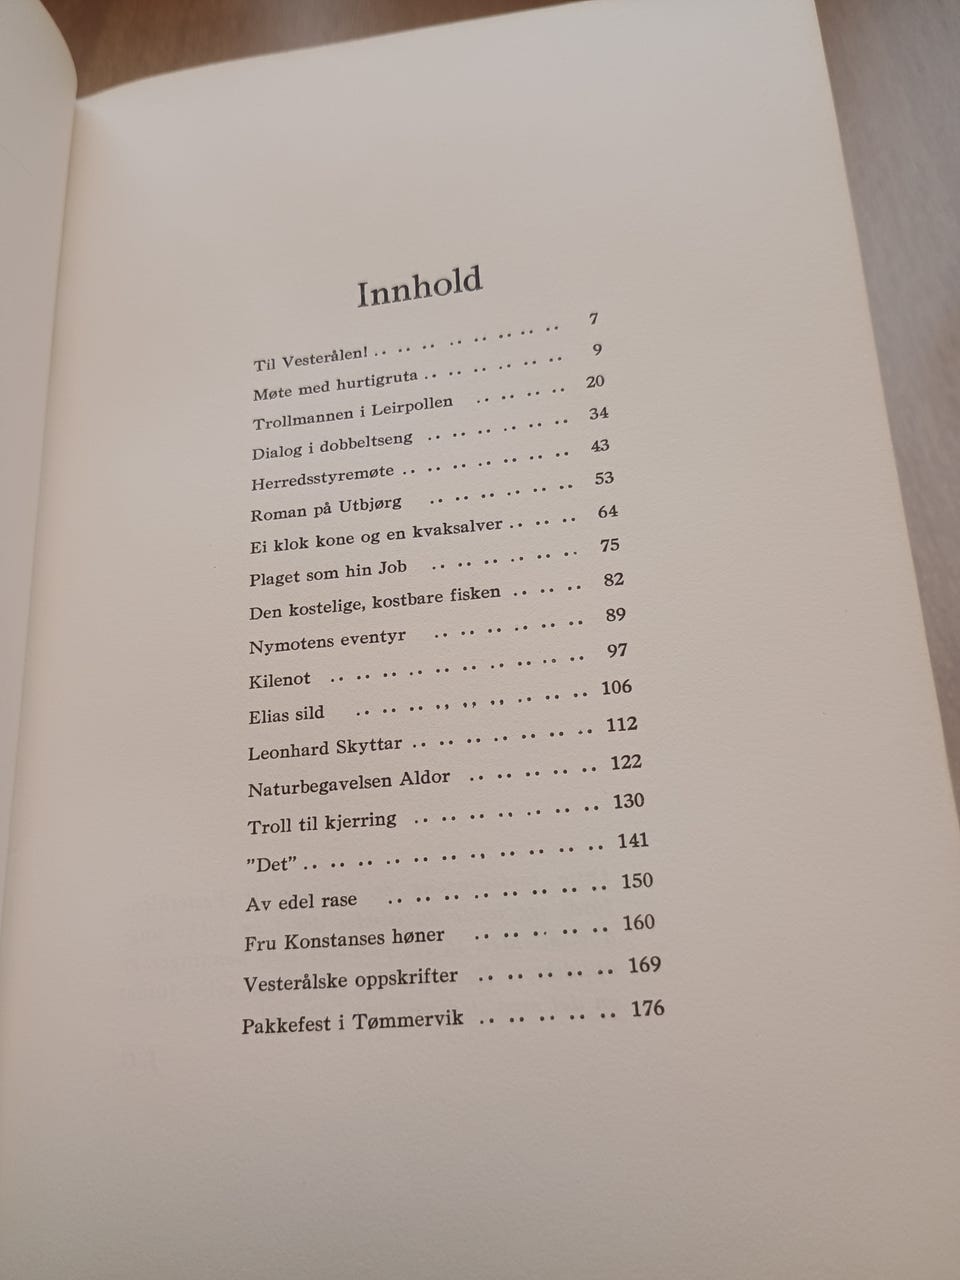 Innhold
Til Vesterålen! .. .. .. .. .. .. .. .. 7
Møte med hurtigruta .. .. .. .. .. .. 9
Trollmannen i Leirpollen .. .. .. .. 20
Dialog i dobbeltseng .. .. .. .. .. .. 34
Herredsstyremøte .. .. .. .. .. .. .. 43
Roman på Utbjørg .. .. .. .. .. .. 53
Ei klok kone og en kvaksalver .. .. .. 64
Plaget som hin Job .. .. .. .. .. .. 75
Den kostelige, kostbare fisken .. .. .. 82
Nymotens eventyr .. .. .. .. .. .. 89
Kilenot .. .. .. .. .. .. .. .. .. .. 97
Elias sild .. .. .. .. .. .. .. .. .. 106
Leonhard Skyttar .. .. .. .. .. .. .. 112
Naturbegavelsen Aldor .. .. .. .. .. 122
Troll til kjerring .. .. .. .. .. .. .. 130
”Det” .. .. .. .. .. .. .. .. .. .. .. 141
Av edel rase .. .. .. .. .. .. .. .. 150
Fru Konstanses høner .. .. .. .. .. 160
Vesterålske oppskrifter .. .. .. .. .. 169
Pakkefest i Tømmervik .. .. .. .. .. 176